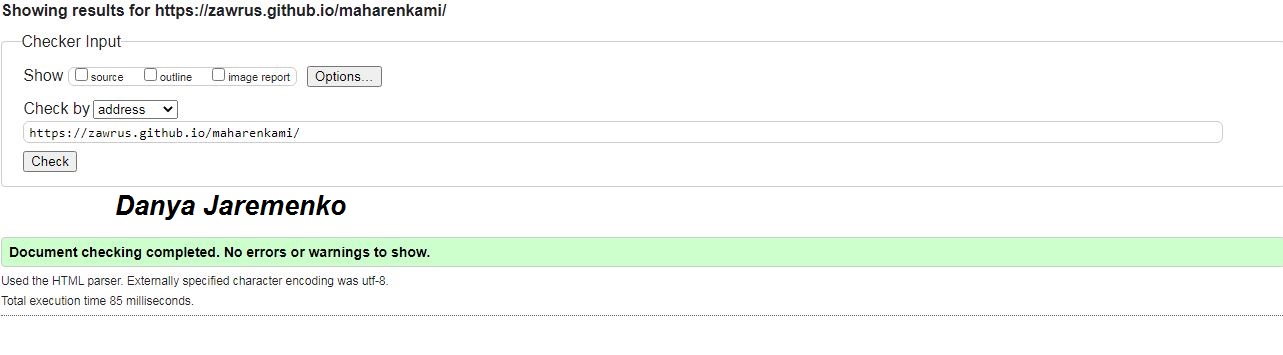 Showing results for https://zawrus.github.io/maharenkami/
Checker Input
Show source outline image report Options...
Check by address
https://zawrus.github.io/maharenkami/
Check
Danya Jaremenko
Document checking completed. No errors or warnings to show.
Used the HTML parser. Externally specified character encoding was utf-8.
Total execution time 85 milliseconds.